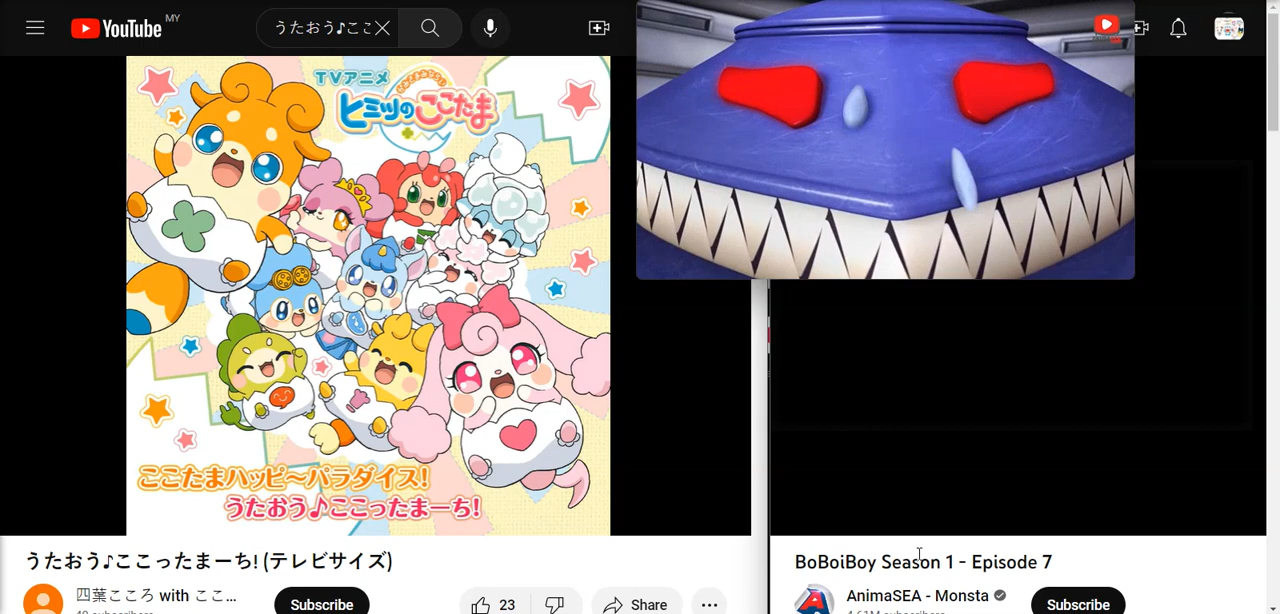 YouTube MY
うたおう♪ここ
TVアニメ
ヒミツのここたま
ここたまハッピ〜パラダイス!
うたおう♪ここったまーち!
うたおう♪ここったまーち! (テレビサイズ)
四葉こころ with ここ...
Subscribe
23
Share
BoBoiBoy Season 1 - Episode 7
AnimaSEA - Monsta
Subscribe